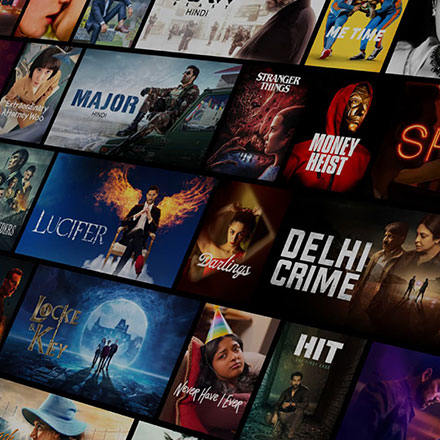 HINDI
ME TIME
Extraordinary
Attorney Woo
MAJOR
HINDI
STRANGER
THINGS
MONEY
HEIST
LUCIFER
Darlings
DELHI
CRIME
LOCKE
& KEY
Never Have I Ever
HIT